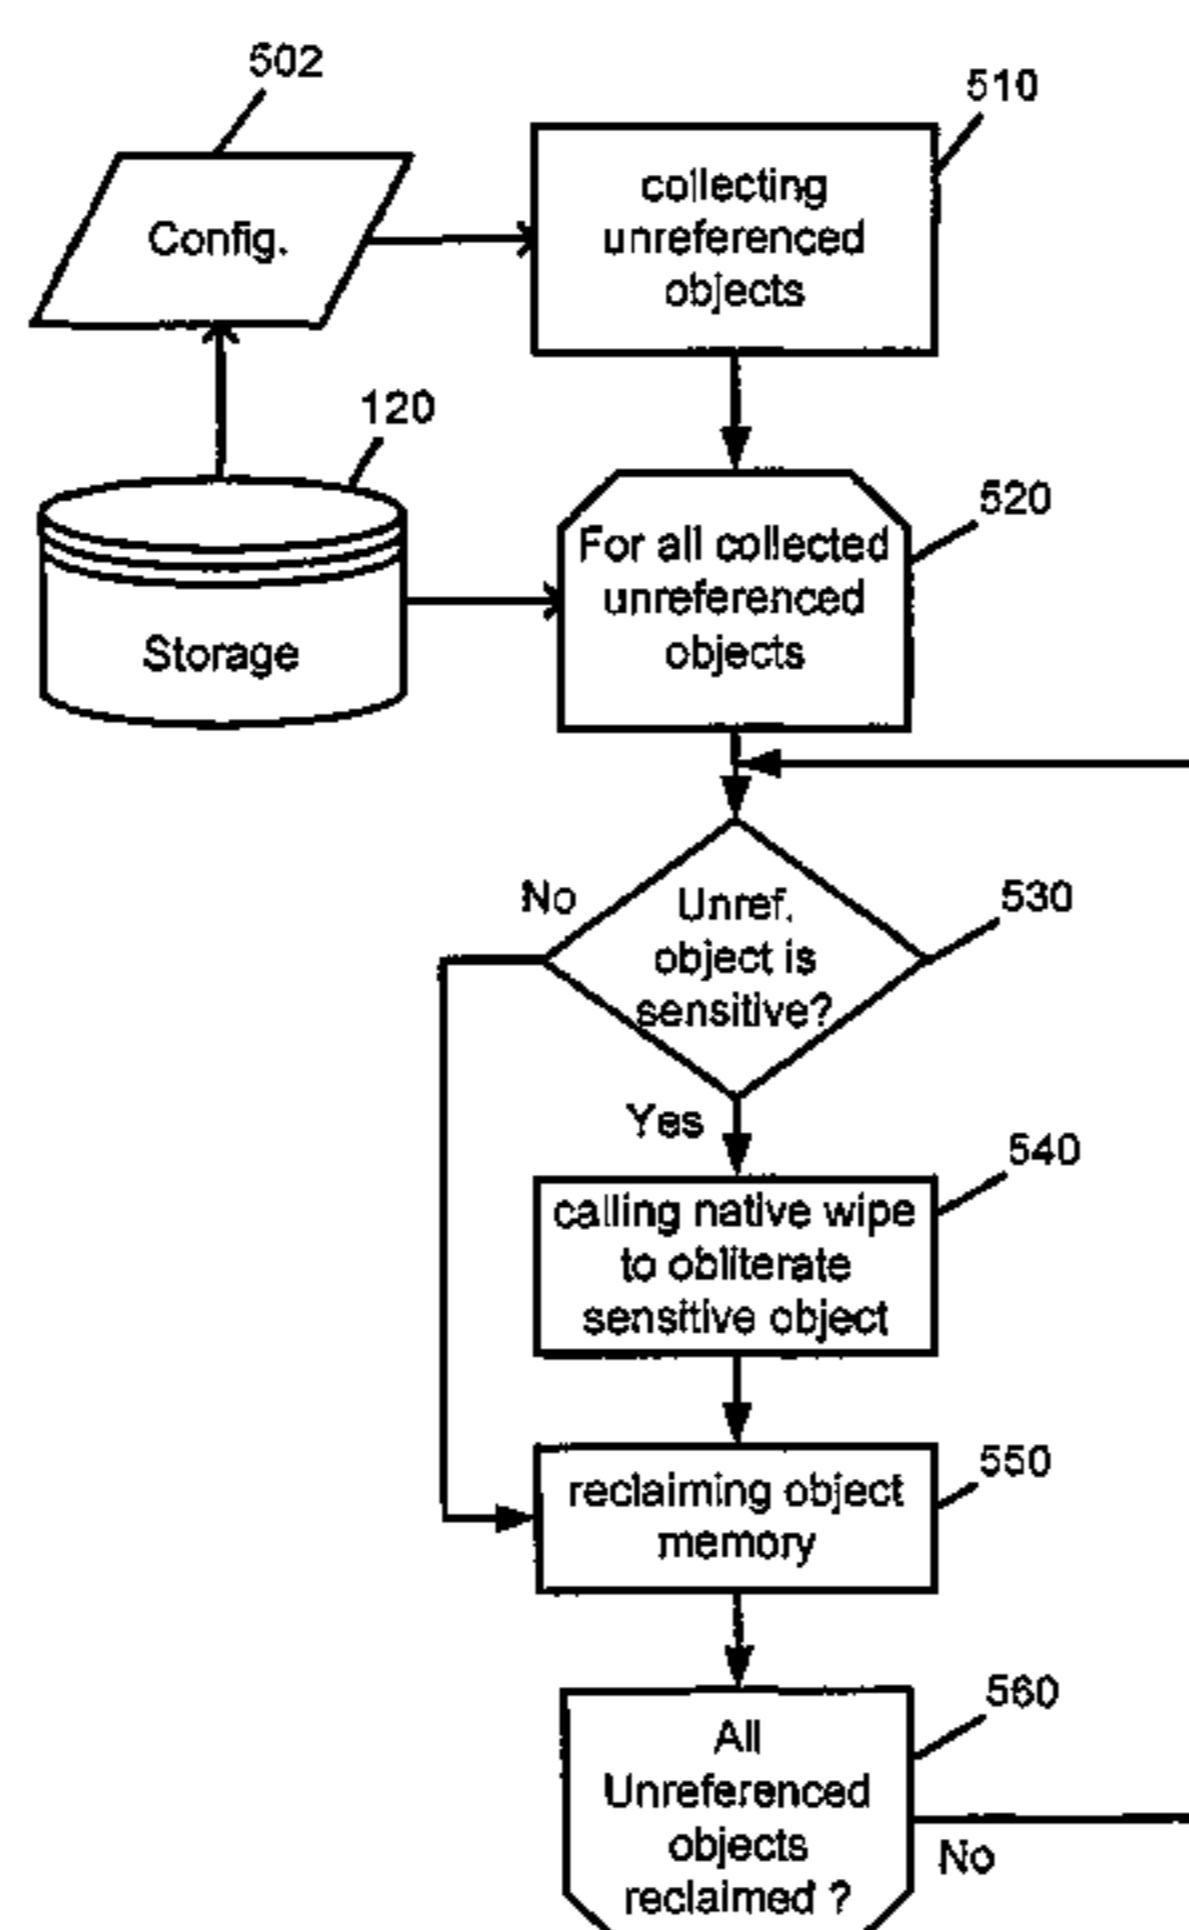 502
510
Config.
collecting
unreferenced
objects
120
520
Storage
For all collected
unreferenced
objects
No
530
Unref.
object is
sensitive?
Yes
540
calling native wipe
to obliterate
sensitive object
550
reclaiming object
memory
560
All
Unreferenced
objects
reclaimed ?
No